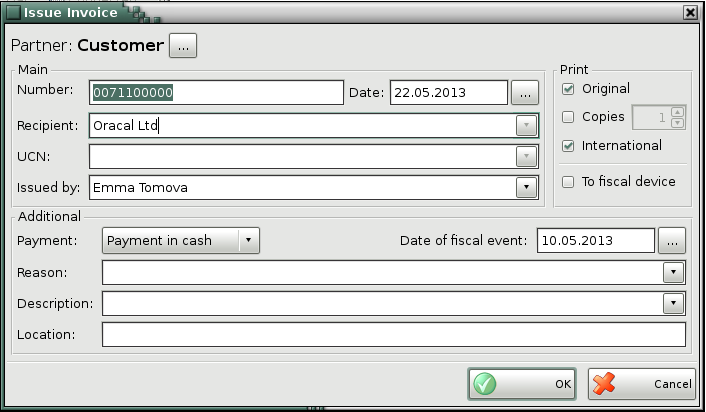 Issue Invoice
Partner: Customer ...
Main
Number: 0071100000 Date: 22.05.2013 ...
Recipient: Oracal Ltd
UCN:
Issued by: Emma Tomova
Print
Original
Copies 1
International
To fiscal device
Additional
Payment: Payment in cash Date of fiscal event: 10.05.2013 ...
Reason:
Description:
Location:
OK Cancel